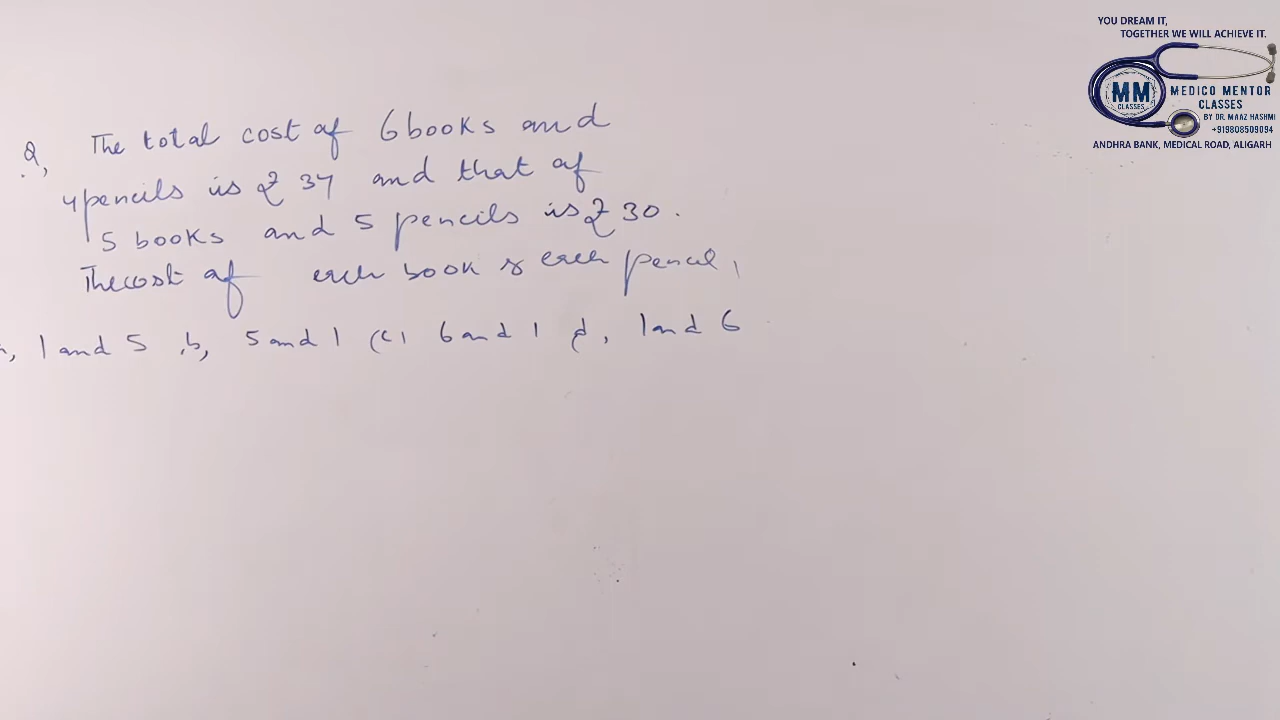 YOU DREAM IT,
TOGETHER WE WILL ACHIEVE IT.
MM
CLASSES
MEDICO MENTOR
CLASSES
BY DR. MAAZ HASHMI
+919808509094
ANDHRA BANK, MEDICAL ROAD, ALIGARH
Q, The total cost of 6 books and
4 pencils is ₹ 34 and that of
5 books and 5 pencils is ₹ 30.
The cost of each book & each pencil,
1 and 5 b, 5 and 1 (c) 6 and 1 d, 1 and 6